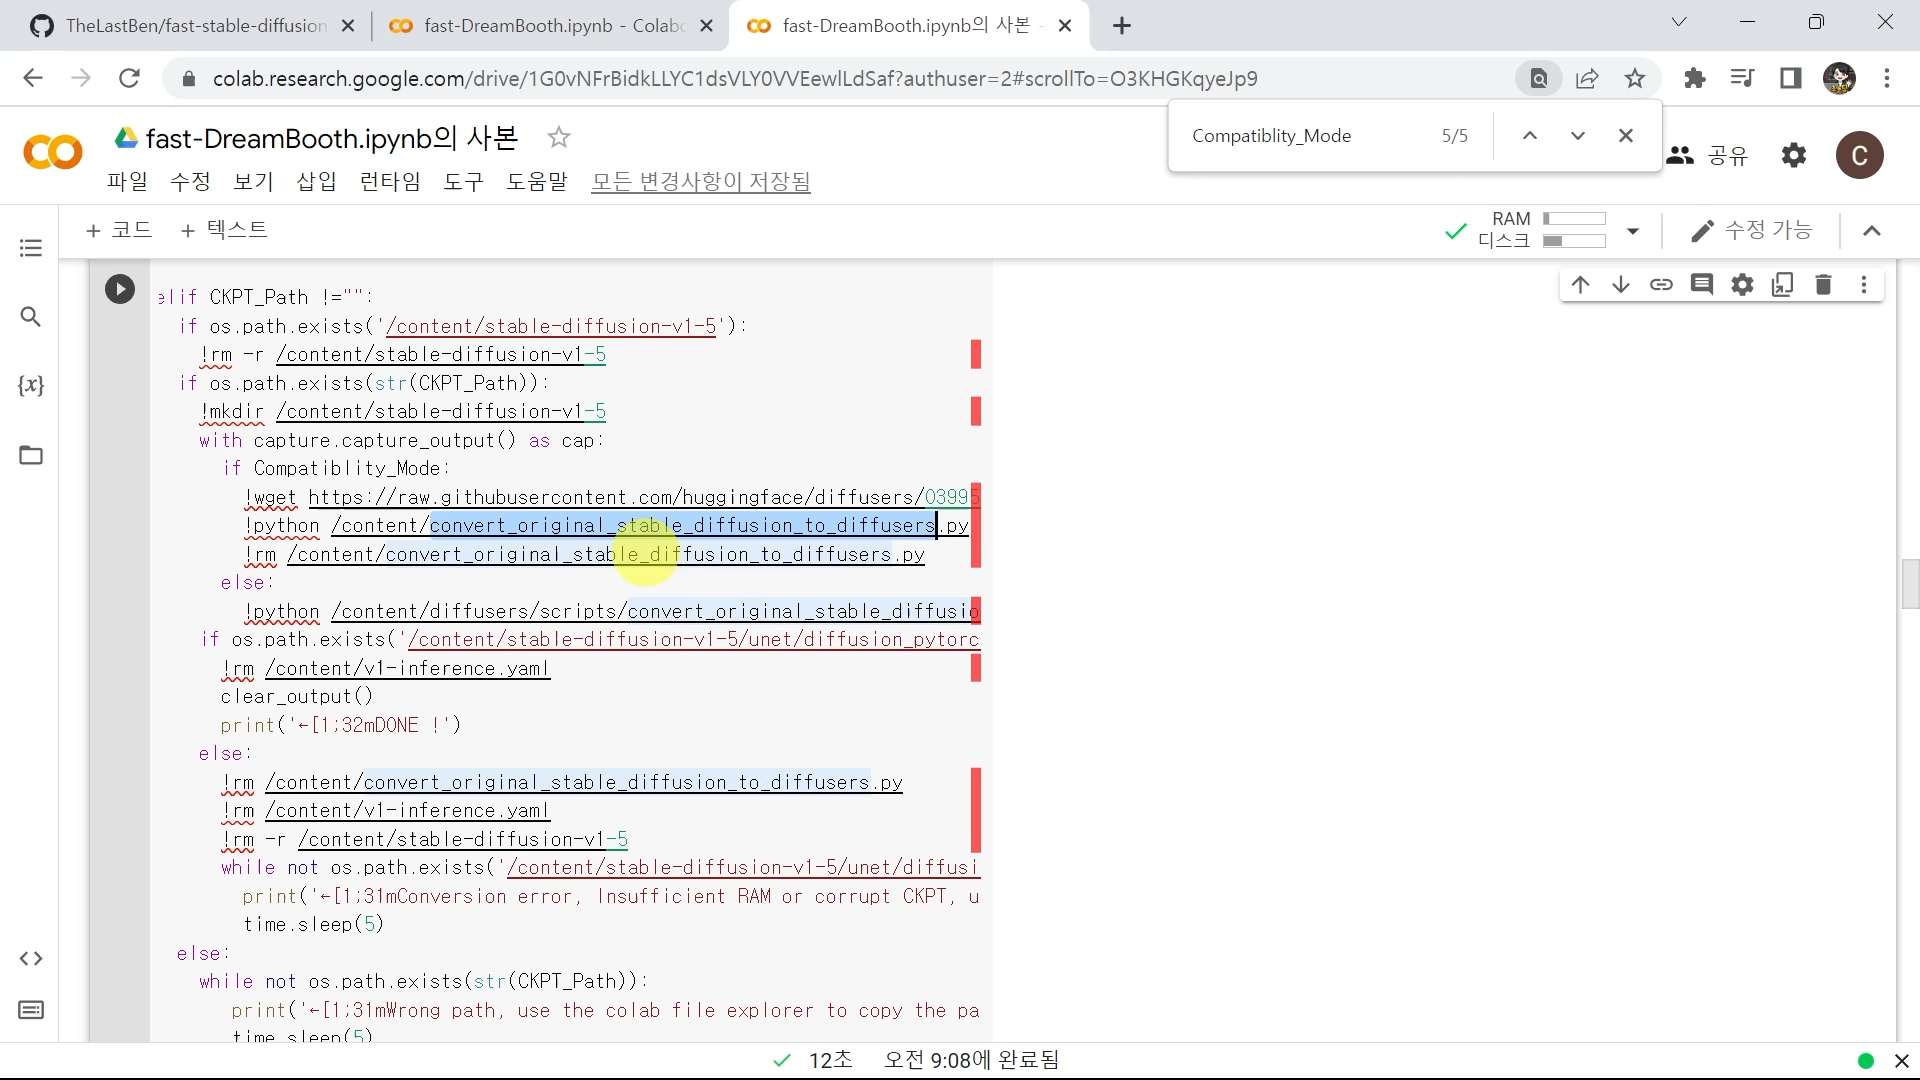 TheLastBen/fast-stable-diffusion
fast-DreamBooth.ipynb - Colabo
fast-DreamBooth.ipynb의 사본 -
colab.research.google.com/drive/1G0vNFrBidkLLYC1dsVLY0VVEewlLdSaf?authuser=2#scrollTo=O3KHGKqyeJp9
Compatiblity_Mode 5/5
fast-DreamBooth.ipynb의 사본
공유
C
파일 수정 보기 삽입 런타임 도구 도움말 모든 변경사항이 저장됨
+ 코드 + 텍스트
RAM
디스크
수정 가능
elif CKPT_Path !="":
if os.path.exists('/content/stable-diffusion-v1-5'):
!rm -r /content/stable-diffusion-v1-5
if os.path.exists(str(CKPT_Path)):
!mkdir /content/stable-diffusion-v1-5
with capture.capture_output() as cap:
if Compatiblity_Mode:
!wget https://raw.githubusercontent.com/huggingface/diffusers/03995
!python /content/convert_original_stable_diffusion_to_diffusers.py
!rm /content/convert_original_stable_diffusion_to_diffusers.py
else:
!python /content/diffusers/scripts/convert_original_stable_diffusio
if os.path.exists('/content/stable-diffusion-v1-5/unet/diffusion_pytorc
!rm /content/v1-inference.yaml
clear_output()
print('←[1;32mDONE !')
else:
!rm /content/convert_original_stable_diffusion_to_diffusers.py
!rm /content/v1-inference.yaml
!rm -r /content/stable-diffusion-v1-5
while not os.path.exists('/content/stable-diffusion-v1-5/unet/diffusi
print('←[1;31mConversion error, Insufficient RAM or corrupt CKPT, u
time.sleep(5)
else:
while not os.path.exists(str(CKPT_Path)):
print('←[1;31mWrong path, use the colab file explorer to copy the pa
time.sleep(5)
12초 오전 9:08에 완료됨